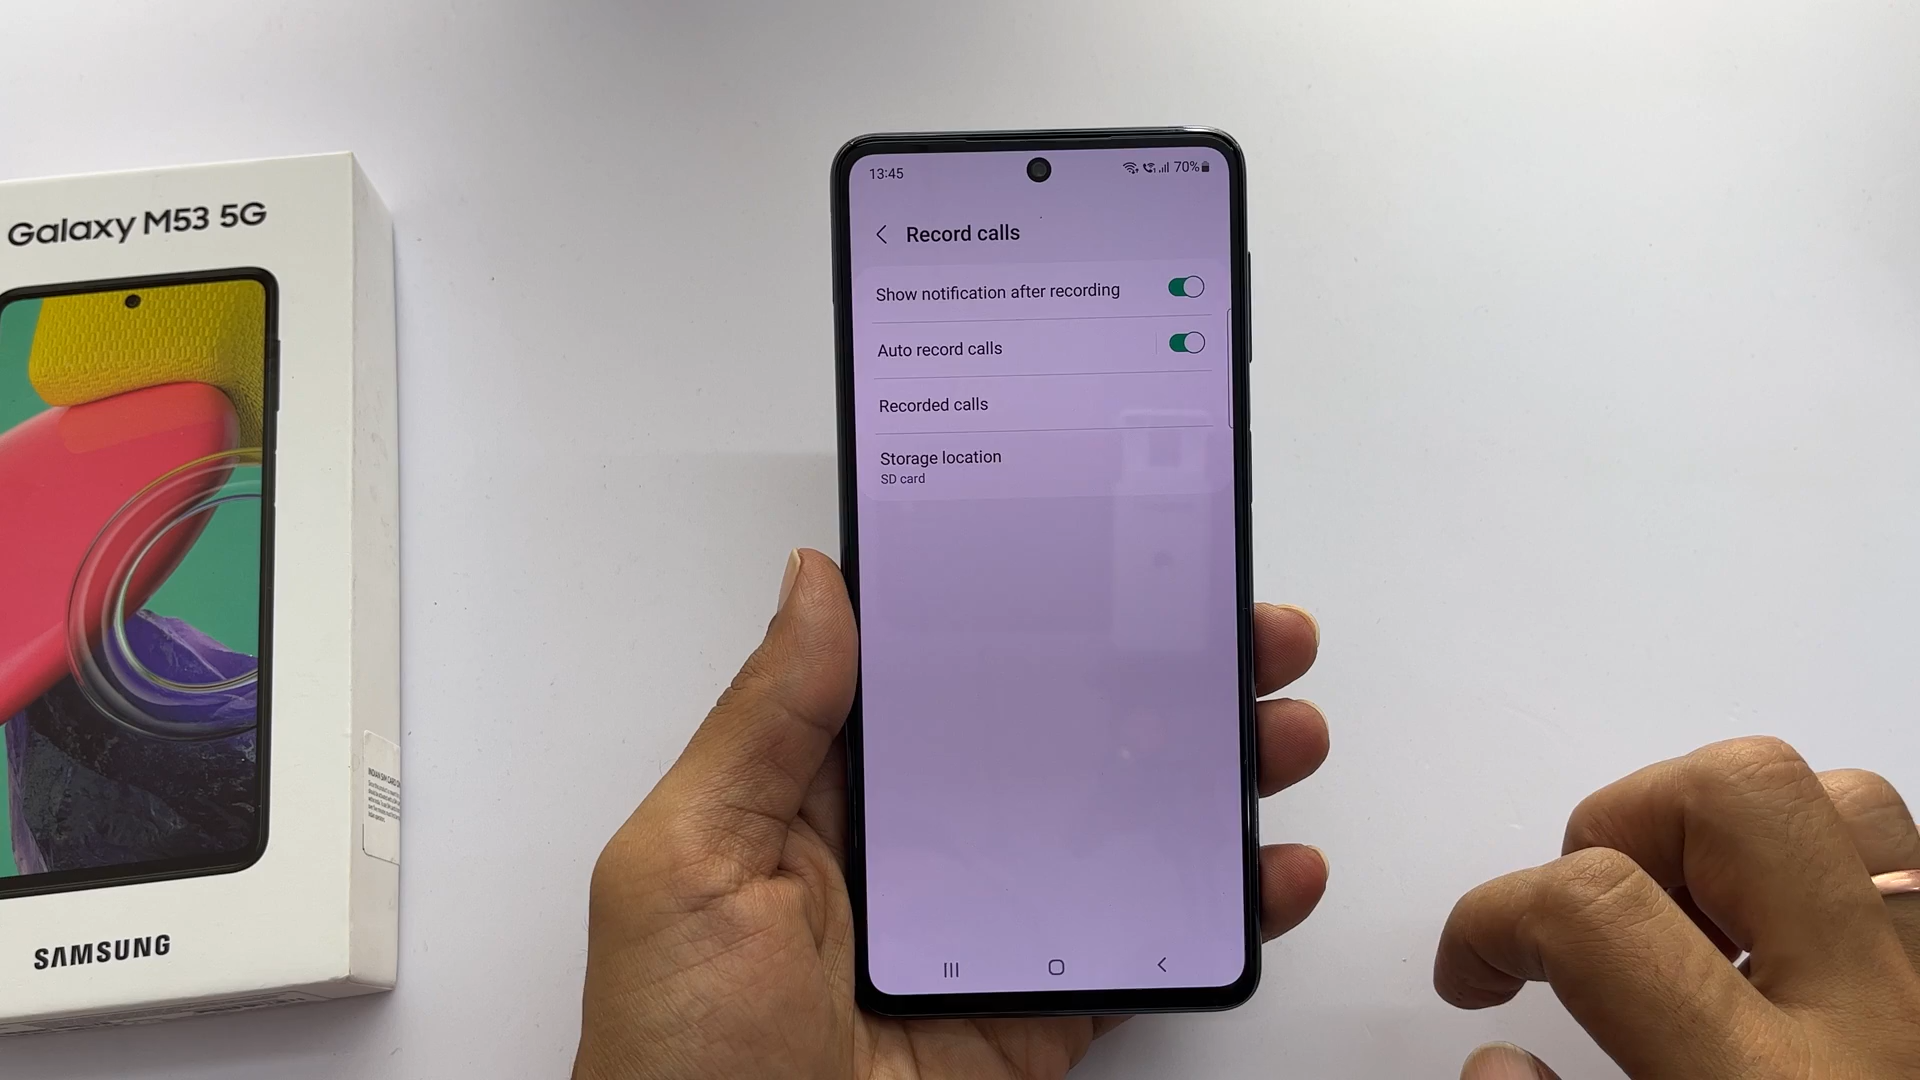 Galaxy M53 5G
SAMSUNG
13:45
70%
Record calls
Show notification after recording
Auto record calls
Recorded calls
Storage location
SD card